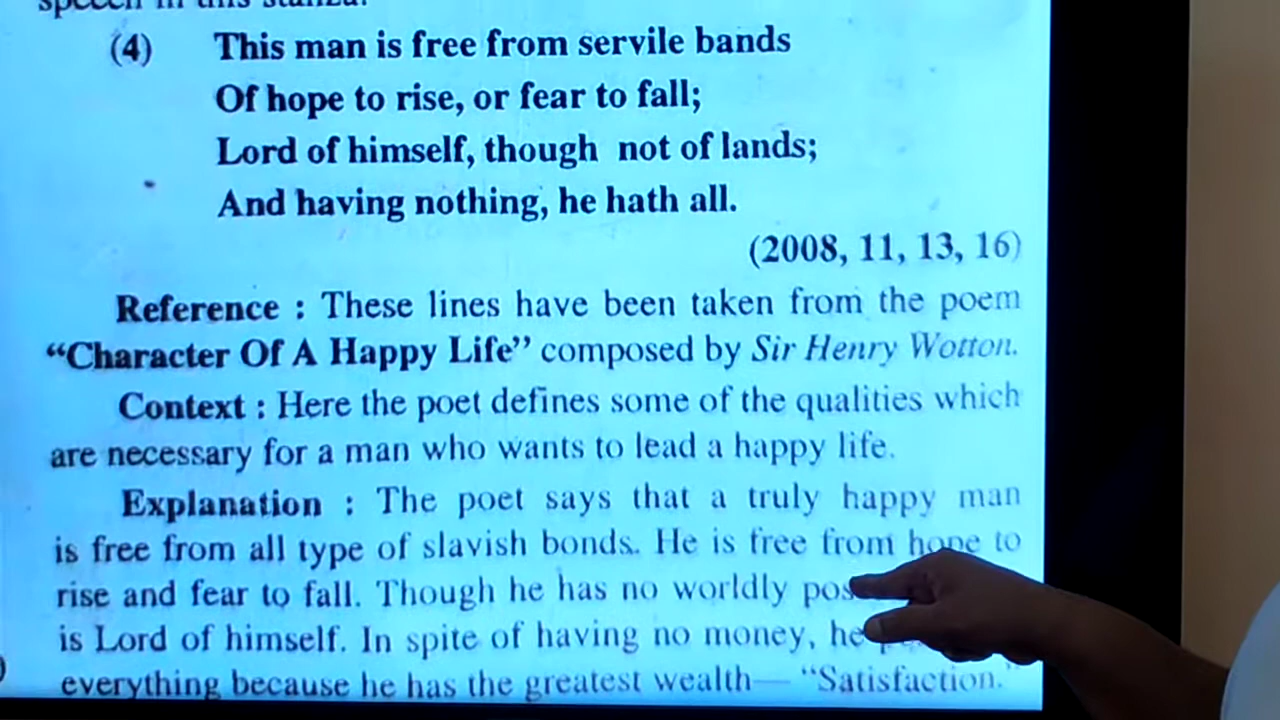 speech in this stanza.
(4) This man is free from servile bands
Of hope to rise, or fear to fall;
Lord of himself, though not of lands;
And having nothing, he hath all.
(2008, 11, 13, 16)
Reference : These lines have been taken from the poem
“Character Of A Happy Life” composed by Sir Henry Wotton.
Context : Here the poet defines some of the qualities which
are necessary for a man who wants to lead a happy life.
Explanation : The poet says that a truly happy man
is free from all type of slavish bonds. He is free from hope to
rise and fear to fall. Though he has no worldly
is Lord of himself. In spite of having no money, he
everything because he has the greatest wealth— “Satisfaction.”